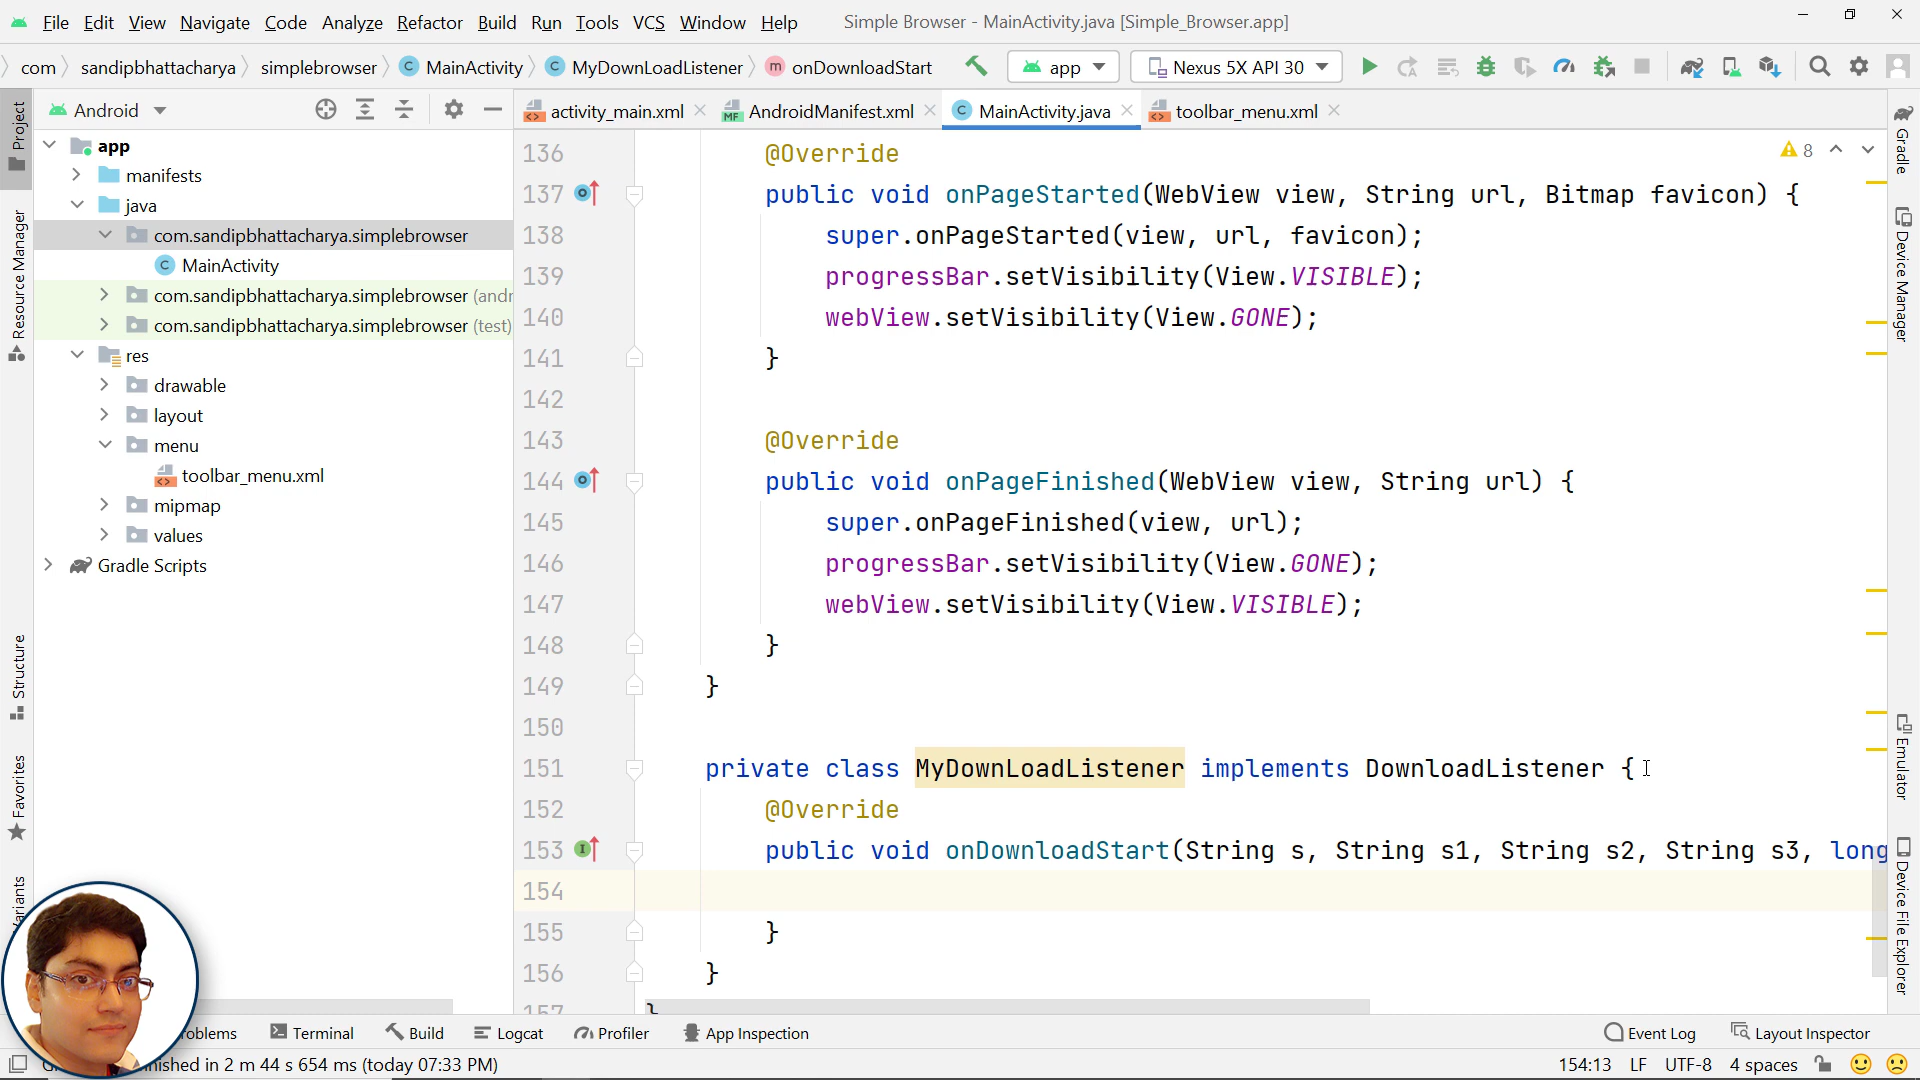 File Edit View Navigate Code Analyze Refactor Build Run Tools VCS Window Help Simple Browser - MainActivity.java [Simple_Browser.app]
com sandipbhattacharya simplebrowser MainActivity MyDownLoadListener onDownloadStart app Nexus 5X API 30
Android
activity_main.xml AndroidManifest.xml MainActivity.java toolbar_menu.xml
Project
Resource Manager
Structure
Favorites
app
manifests
java
com.sandipbhattacharya.simplebrowser
MainActivity
com.sandipbhattacharya.simplebrowser (andr
com.sandipbhattacharya.simplebrowser (test)
res
drawable
layout
menu
toolbar_menu.xml
mipmap
values
Gradle Scripts
8
136 @Override
137 public void onPageStarted(WebView view, String url, Bitmap favicon) {
138 super.onPageStarted(view, url, favicon);
139 progressBar.setVisibility(View.VISIBLE);
140 webView.setVisibility(View.GONE);
141 }
142
143 @Override
144 public void onPageFinished(WebView view, String url) {
145 super.onPageFinished(view, url);
146 progressBar.setVisibility(View.GONE);
147 webView.setVisibility(View.VISIBLE);
148 }
149 }
150
151 private class MyDownLoadListener implements DownloadListener {
152 @Override
153 public void onDownloadStart(String s, String s1, String s2, String s3, long
154
155 }
156 }
157 }
Gradle
Device Manager
Emulator
Device File Explorer
roblems Terminal Build Logcat Profiler App Inspection Event Log Layout Inspector
nished in 2 m 44 s 654 ms (today 07:33 PM) 154:13 LF UTF-8 4 spaces